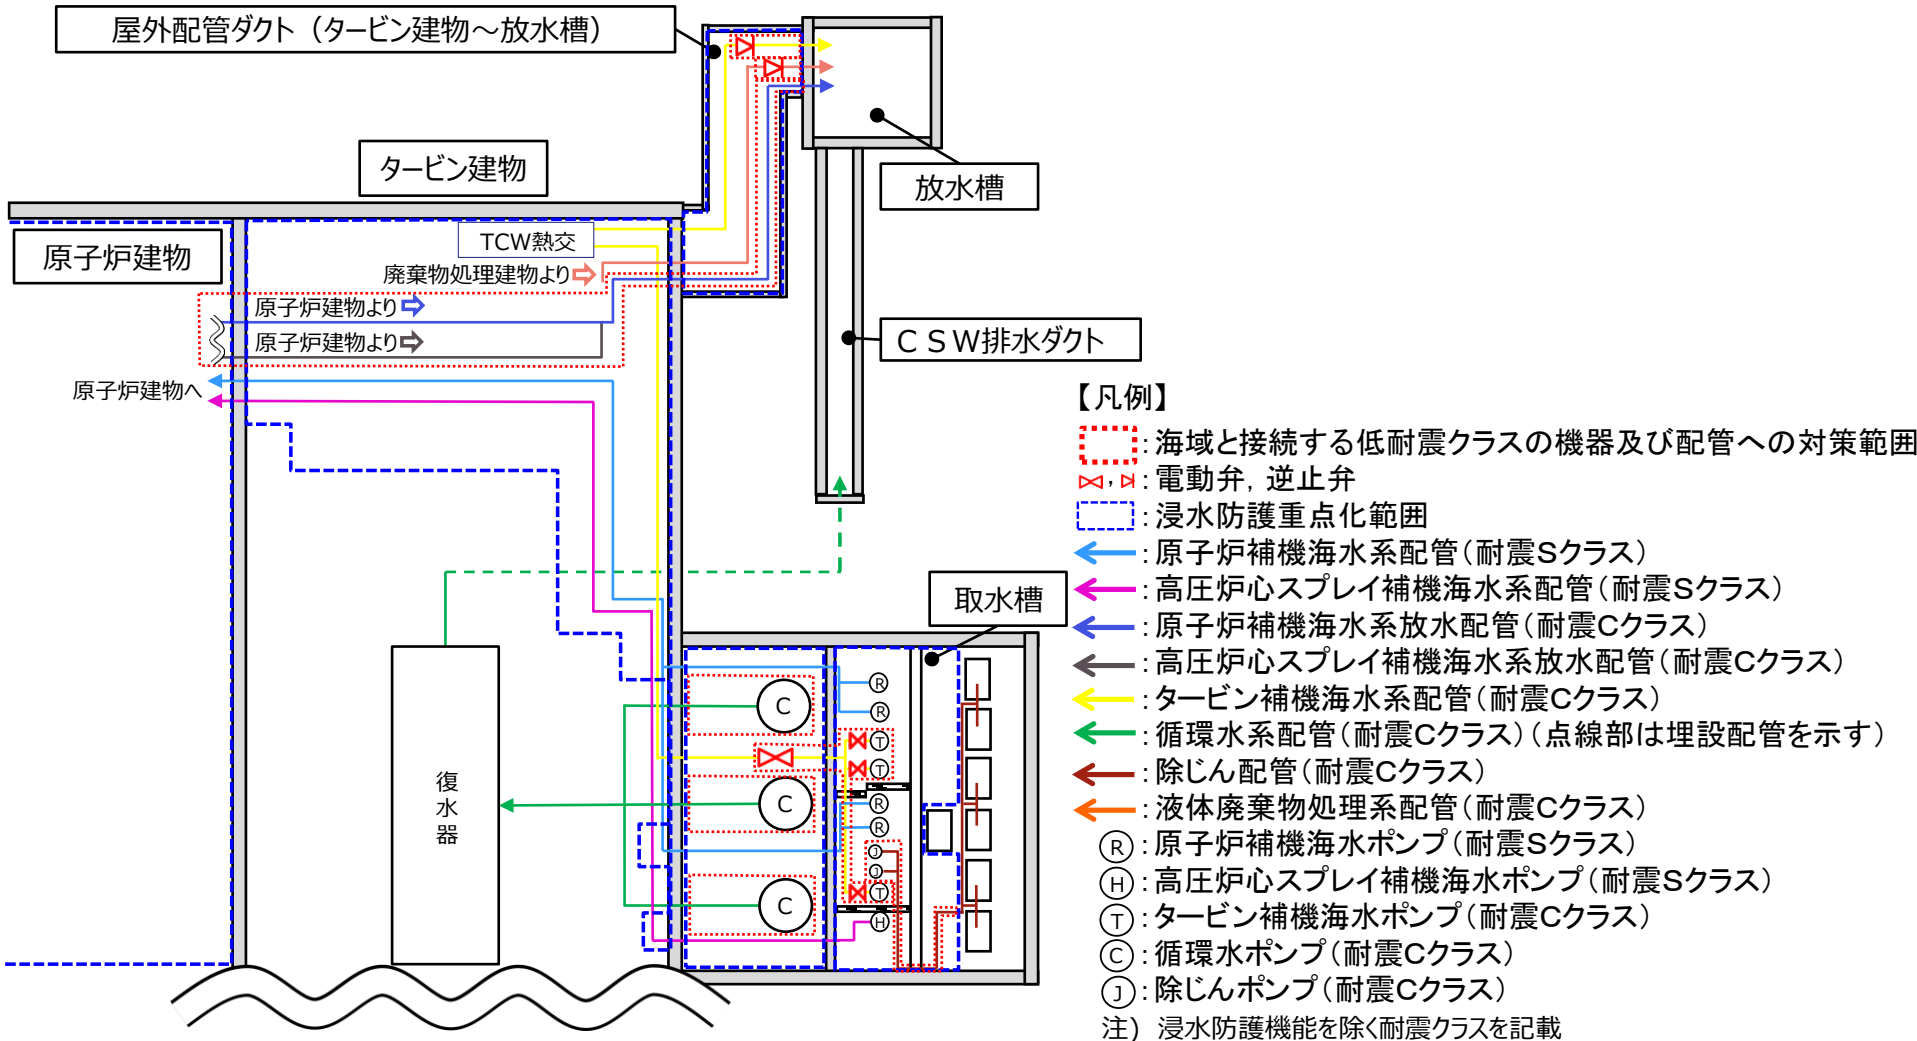 屋外配管ダクト（タービン建物～放水槽）
タービン建物
放水槽
原子炉建物
TCW熱交
廃棄物処理建物より
原子炉建物より
原子炉建物より
ＣＳＷ排水ダクト
原子炉建物へ
取水槽
復水器
C
C
C
R
R
T
T
R
R
J
J
T
H
【凡例】
：海域と接続する低耐震クラスの機器及び配管への対策範囲
，：電動弁，逆止弁
：浸水防護重点化範囲
：原子炉補機海水系配管（耐震Sクラス）
：高圧炉心スプレイ補機海水系配管（耐震Sクラス）
：原子炉補機海水系放水配管（耐震Cクラス）
：高圧炉心スプレイ補機海水系放水配管（耐震Cクラス）
：タービン補機海水系配管（耐震Cクラス）
：循環水系配管（耐震Cクラス）（点線部は埋設配管を示す）
：除じん配管（耐震Cクラス）
：液体廃棄物処理系配管（耐震Cクラス）
R：原子炉補機海水ポンプ（耐震Sクラス）
H：高圧炉心スプレイ補機海水ポンプ（耐震Sクラス）
T：タービン補機海水ポンプ（耐震Cクラス）
C：循環水ポンプ（耐震Cクラス）
J：除じんポンプ（耐震Cクラス）
注）浸水防護機能を除く耐震クラスを記載